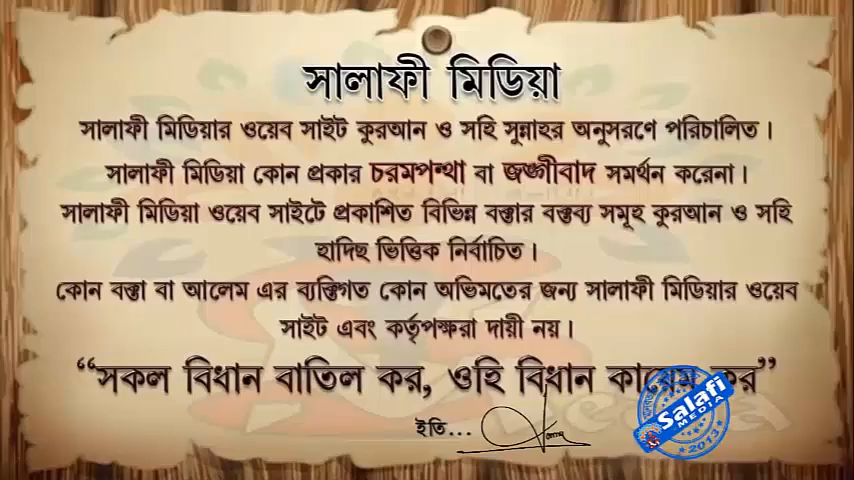 সালাফী মিডিয়া
সালাফী মিডিয়ার ওয়েব সাইট কুরআন ও সহি সুন্নাহর অনুসরণে পরিচালিত।
সালাফী মিডিয়া কোন প্রকার চরমপন্থা বা জঙ্গীবাদ সমর্থন করেনা।
সালাফী মিডিয়া ওয়েব সাইটে প্রকাশিত বিভিন্ন বক্তার বক্তব্য সমূহ কুরআন ও সহি
হাদিছ ভিত্তিক নির্বাচিত।
কোন বক্তা বা আলেম এর ব্যক্তিগত কোন অভিমতের জন্য সালাফী মিডিয়ার ওয়েব
সাইট এবং কর্তৃপক্ষরা দায়ী নয়।
“সকল বিধান বাতিল কর, ওহি বিধান কায়েম কর”
ইতি...
Salafi
MEDIA
2013